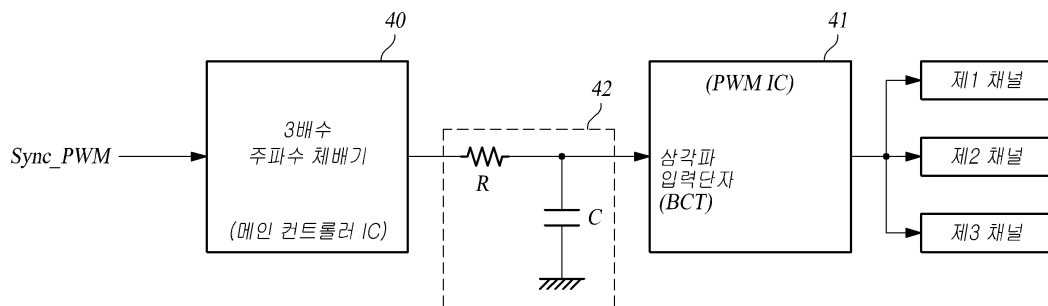 40
41
42
Sync_PWM
3배수
주파수 체배기
(메인 컨트롤러 IC)
R
C
(PWM IC)
삼각파
입력단자
(BCT)
제1 채널
제2 채널
제3 채널